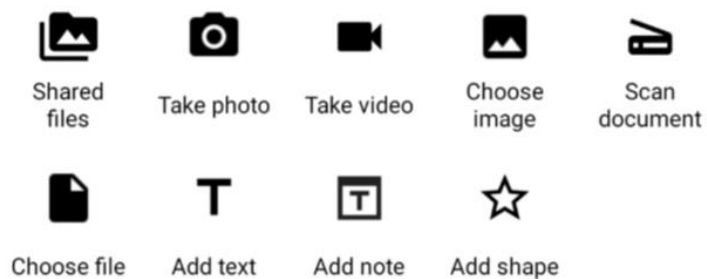 Shared
files
Take photo
Take video
Choose
image
Scan
document
Choose file
Add text
Add note
Add shape